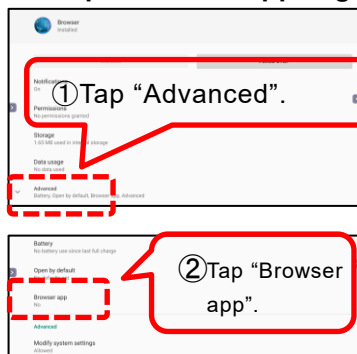 Browser
Installed
Notifications
On
①Tap “Advanced”.
Permissions
No permissions granted
Storage
1.65 MB used in internal storage
Data usage
No data used
Advanced
Battery, Open by default, Browser app, Advanced
Battery
No battery use since last full charge
Open by default
②Tap “Browser
app”.
Browser app
No
Advanced
Modify system settings
Allowed